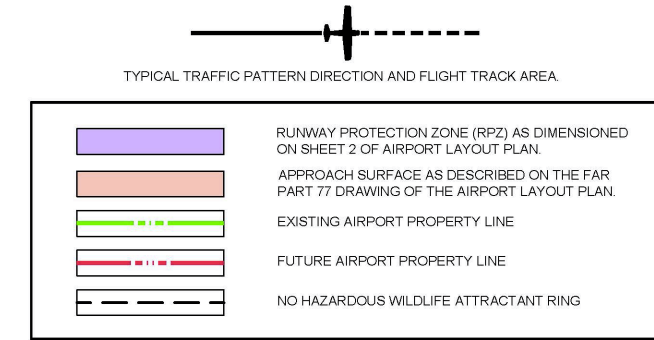 TYPICAL TRAFFIC PATTERN DIRECTION AND FLIGHT TRACK AREA.
RUNWAY PROTECTION ZONE (RPZ) AS DIMENSIONED
ON SHEET 2 OF AIRPORT LAYOUT PLAN.
APPROACH SURFACE AS DESCRIBED ON THE FAR
PART 77 DRAWING OF THE AIRPORT LAYOUT PLAN.
EXISTING AIRPORT PROPERTY LINE
FUTURE AIRPORT PROPERTY LINE
NO HAZARDOUS WILDLIFE ATTRACTANT RING